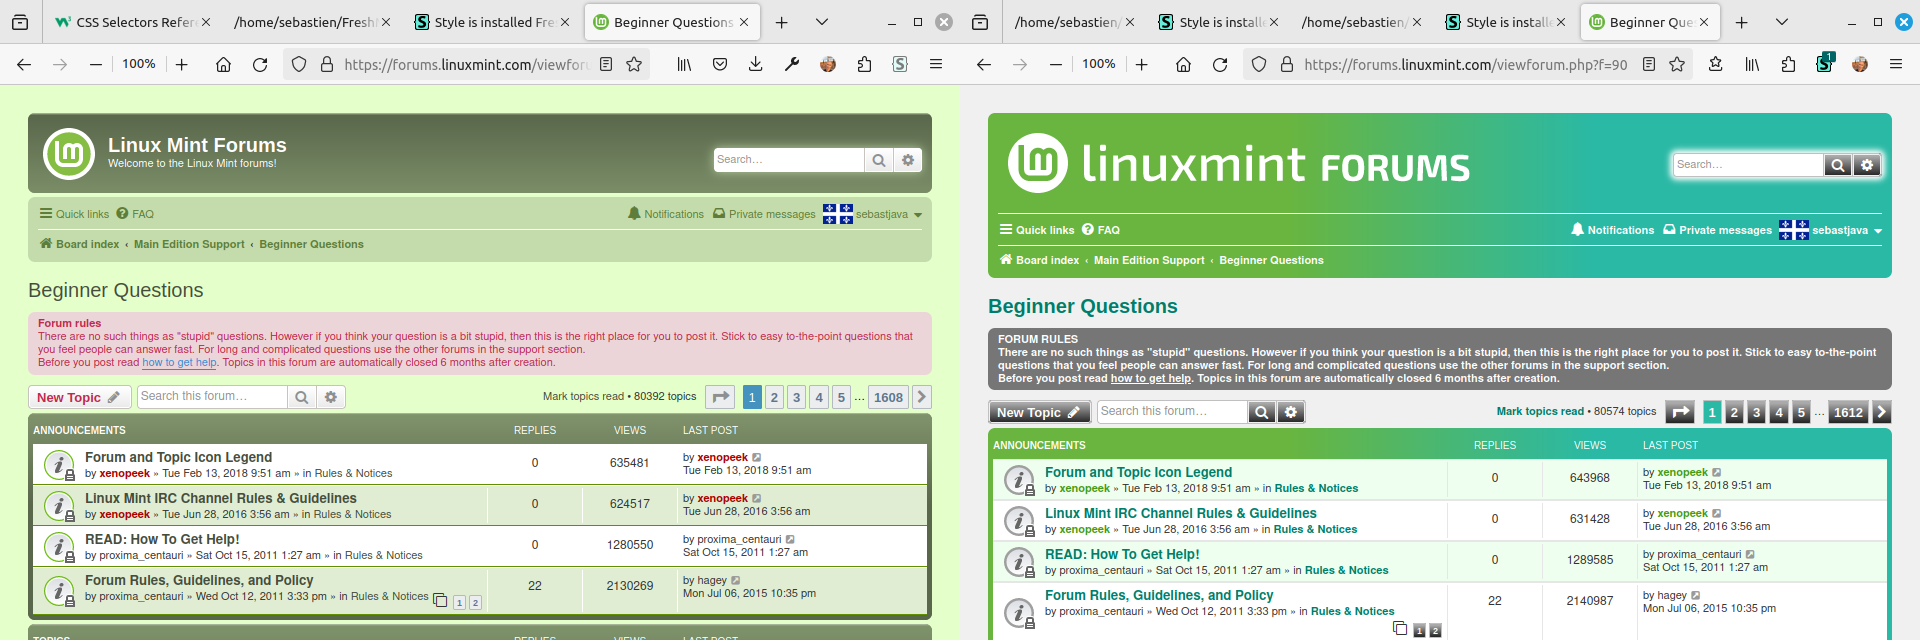 CSS Selectors Refer
/home/sebastien/Fresh
Style is installed Fre
Beginner Questions
100%
https://forums.linuxmint.com/viewforu
Linux Mint Forums
Welcome to the Linux Mint forums!
Search…
Quick links
FAQ
Notifications
Private messages
sebastjava
Board index ‹ Main Edition Support ‹ Beginner Questions
Beginner Questions
Forum rules
There are no such things as "stupid" questions. However if you think your question is a bit stupid, then this is the right place for you to post it. Stick to easy to-the-point questions that
you feel people can answer fast. For long and complicated questions use the other forums in the support section.
Before you post read how to get help. Topics in this forum are automatically closed 6 months after creation.
New Topic
Search this forum…
Mark topics read • 80392 topics
1 2 3 4 5 … 1608
ANNOUNCEMENTS REPLIES VIEWS LAST POST
Forum and Topic Icon Legend
by xenopeek » Tue Feb 13, 2018 9:51 am » in Rules & Notices
0
635481
by xenopeek
Tue Feb 13, 2018 9:51 am
Linux Mint IRC Channel Rules & Guidelines
by xenopeek » Tue Jun 28, 2016 3:56 am » in Rules & Notices
0
624517
by xenopeek
Tue Jun 28, 2016 3:56 am
READ: How To Get Help!
by proxima_centauri » Sat Oct 15, 2011 1:27 am » in Rules & Notices
0
1280550
by proxima_centauri
Sat Oct 15, 2011 1:27 am
Forum Rules, Guidelines, and Policy
by proxima_centauri » Wed Oct 12, 2011 3:33 pm » in Rules & Notices
1 2
22
2130269
by hagey
Mon Jul 06, 2015 10:35 pm
TOPICS REPLIES VIEWS LAST POST
/home/sebastien/
Style is installe
/home/sebastien/
Style is installe
Beginner Que
100%
https://forums.linuxmint.com/viewforum.php?f=90
1
linuxmint FORUMS
Search…
Quick links
FAQ
Notifications
Private messages
sebastjava
Board index ‹ Main Edition Support ‹ Beginner Questions
Beginner Questions
FORUM RULES
There are no such things as "stupid" questions. However if you think your question is a bit stupid, then this is the right place for you to post it. Stick to easy to-the-point
questions that you feel people can answer fast. For long and complicated questions use the other forums in the support section.
Before you post read how to get help. Topics in this forum are automatically closed 6 months after creation.
New Topic
Search this forum…
Mark topics read • 80574 topics
1 2 3 4 5 … 1612
ANNOUNCEMENTS REPLIES VIEWS LAST POST
Forum and Topic Icon Legend
by xenopeek » Tue Feb 13, 2018 9:51 am » in Rules & Notices
0
643968
by xenopeek
Tue Feb 13, 2018 9:51 am
Linux Mint IRC Channel Rules & Guidelines
by xenopeek » Tue Jun 28, 2016 3:56 am » in Rules & Notices
0
631428
by xenopeek
Tue Jun 28, 2016 3:56 am
READ: How To Get Help!
by proxima_centauri » Sat Oct 15, 2011 1:27 am » in Rules & Notices
0
1289585
by proxima_centauri
Sat Oct 15, 2011 1:27 am
Forum Rules, Guidelines, and Policy
by proxima_centauri » Wed Oct 12, 2011 3:33 pm » in Rules & Notices
1 2
22
2140987
by hagey
Mon Jul 06, 2015 10:35 pm